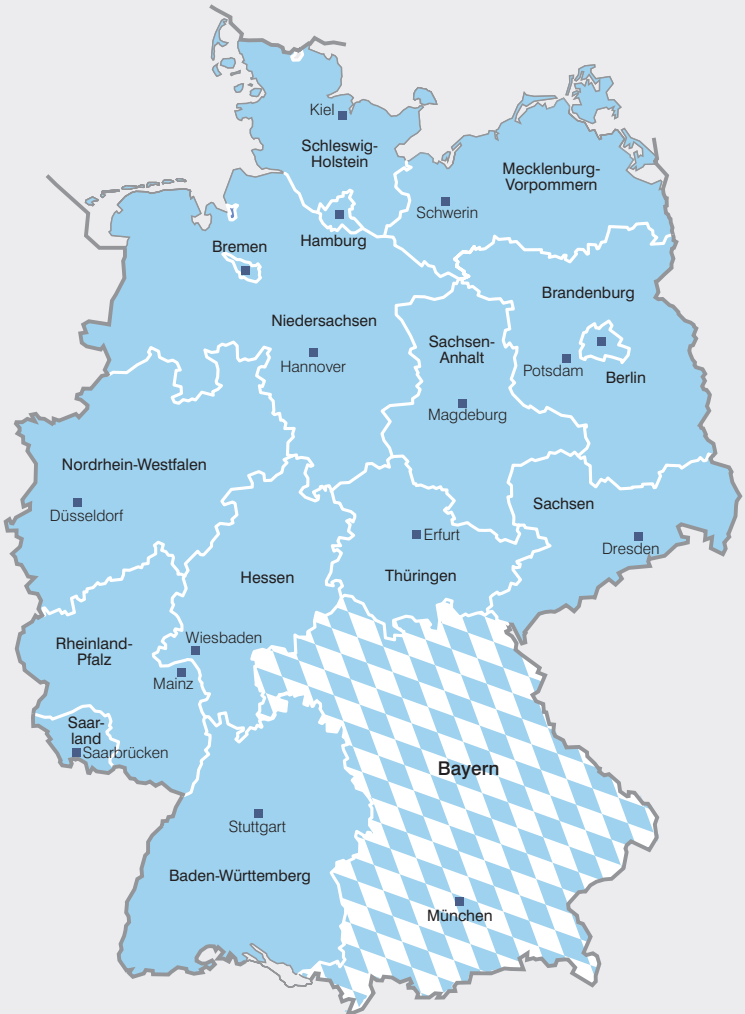 Kiel
Schleswig-
Holstein
Mecklenburg-
Vorpommern
Schwerin
Hamburg
Bremen
Brandenburg
Niedersachsen
Sachsen-
Anhalt
Hannover
Potsdam
Berlin
Magdeburg
Nordrhein-Westfalen
Düsseldorf
Sachsen
Erfurt
Dresden
Hessen
Thüringen
Wiesbaden
Rheinland-
Pfalz
Mainz
Saar-
land
Saarbrücken
Bayern
Stuttgart
Baden-Württemberg
München